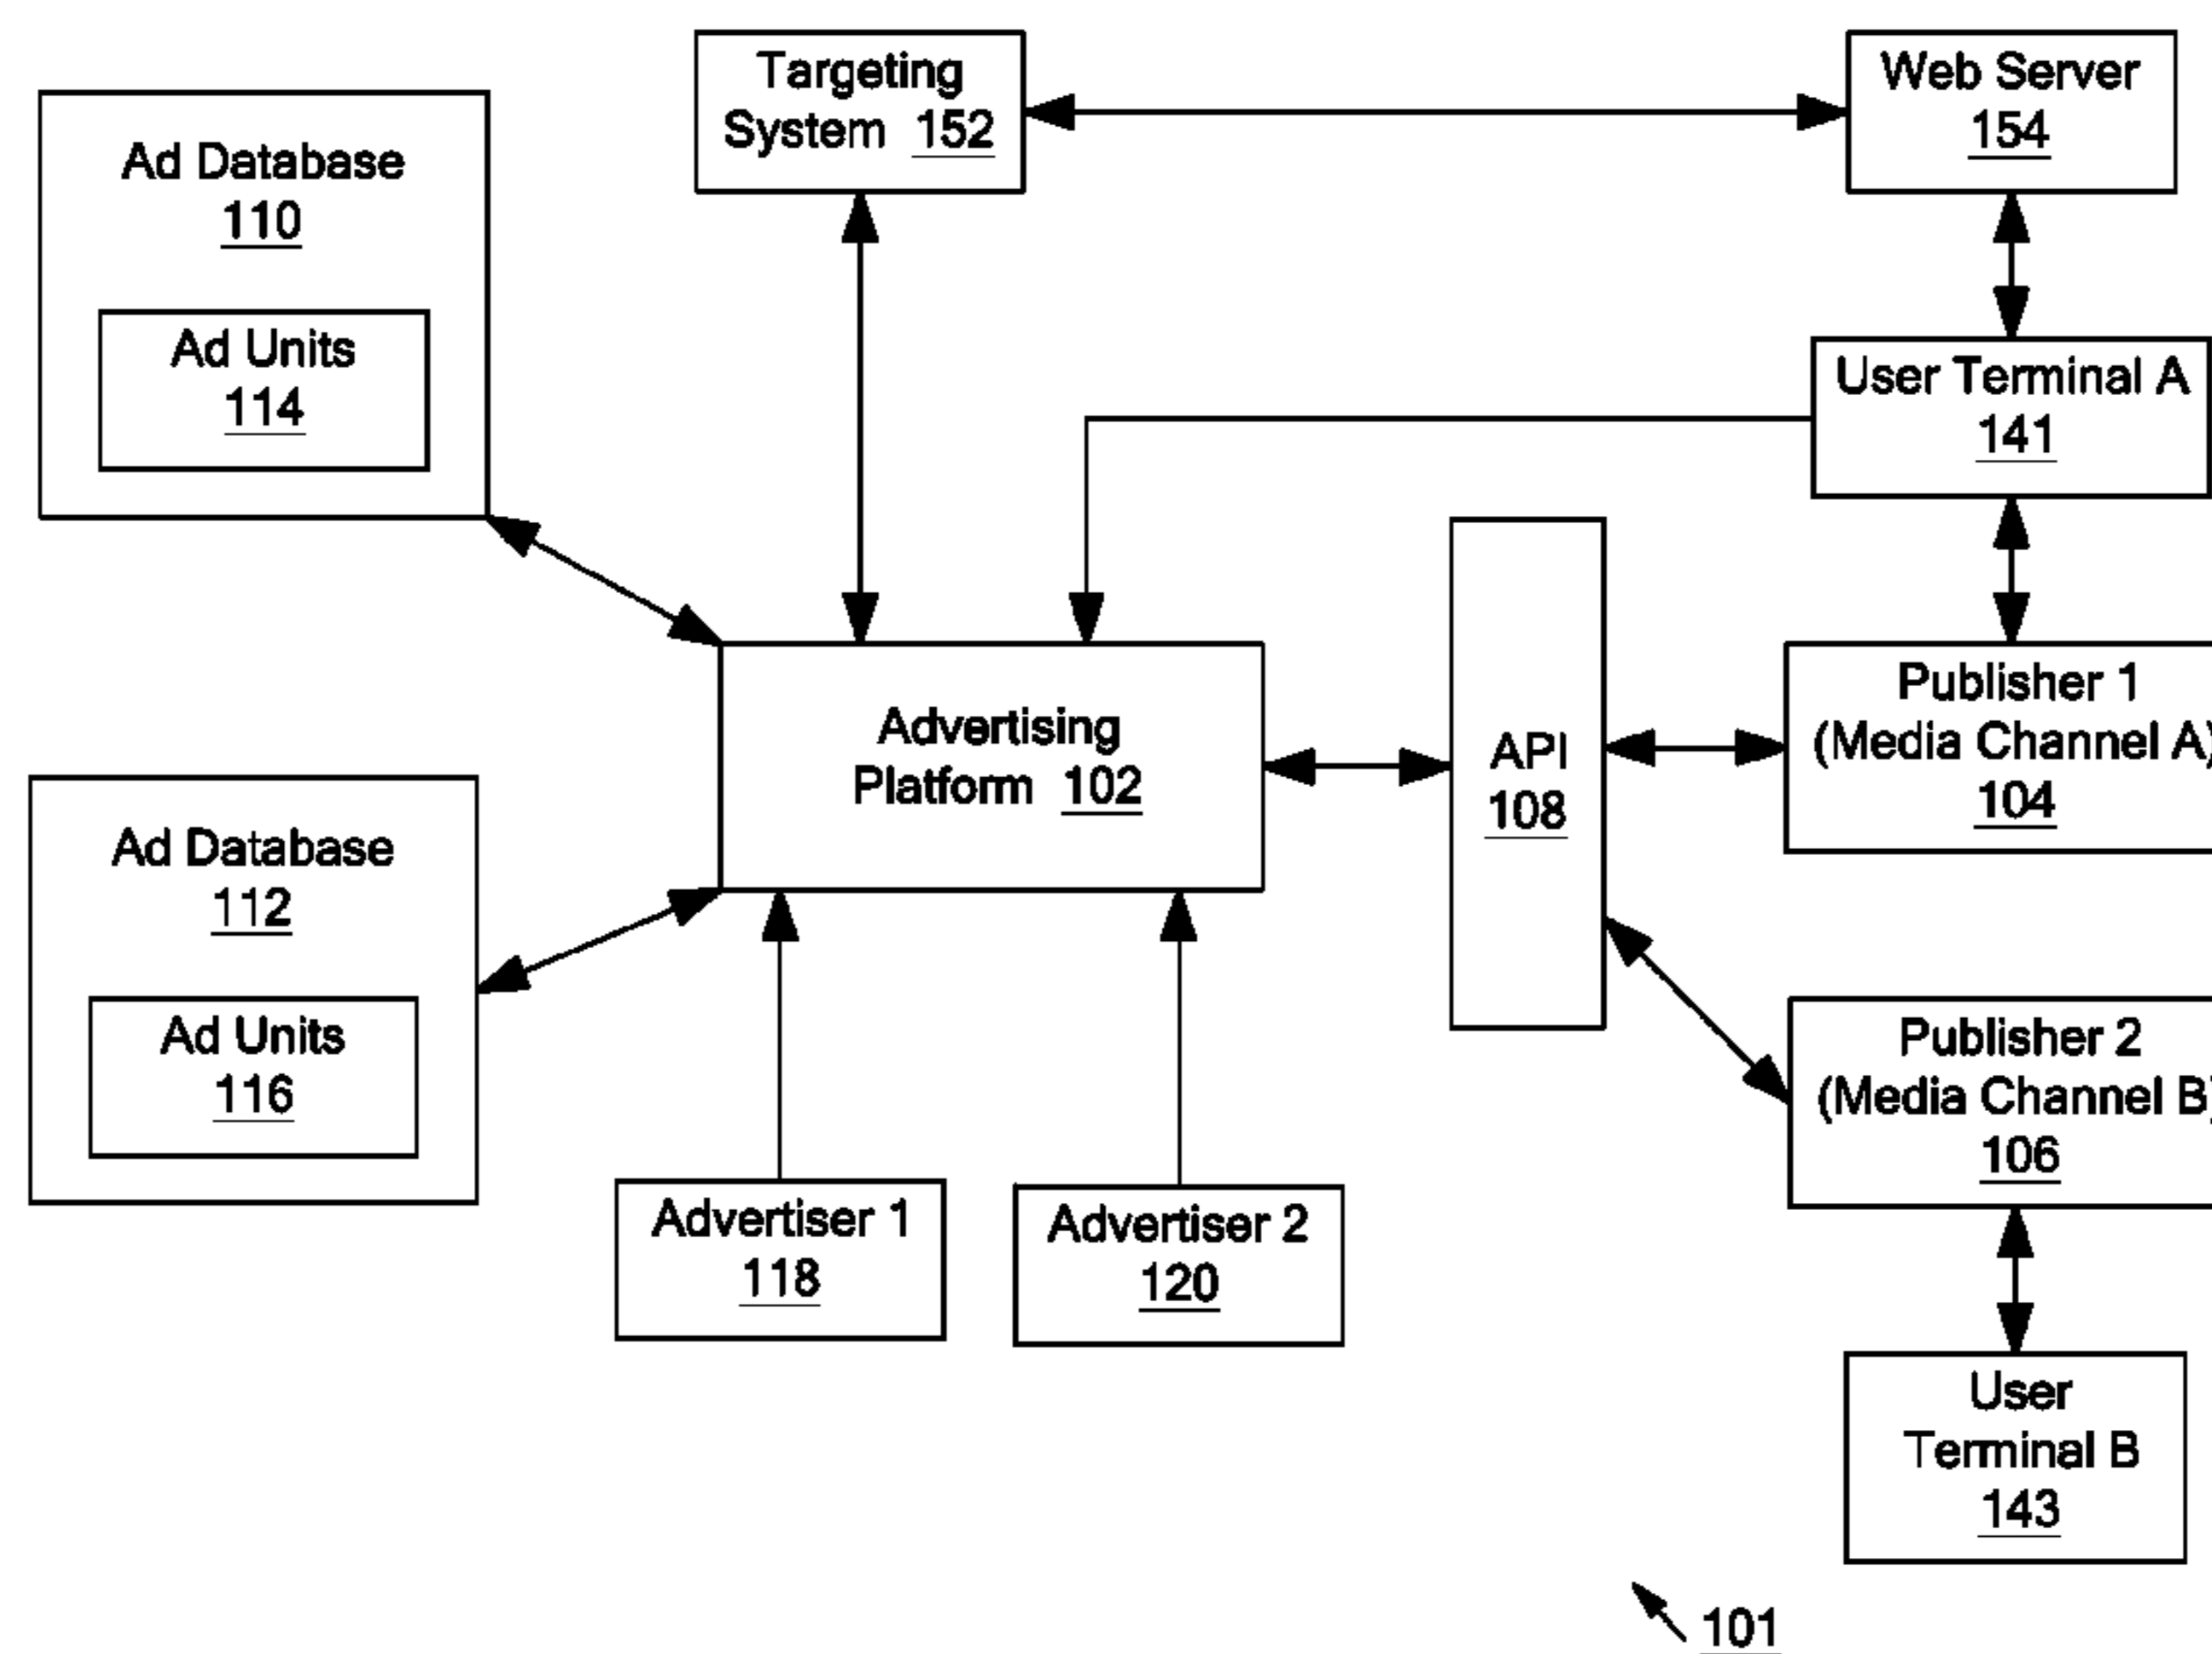 Targeting
System 152
Web Server
154
Ad Database
110
Ad Units
114
User Terminal A
141
Advertising
Platform 102
API
108
Publisher 1
(Media Channel A)
104
Ad Database
112
Ad Units
116
Publisher 2
(Media Channel B)
106
Advertiser 1
118
Advertiser 2
120
User
Terminal B
143
101